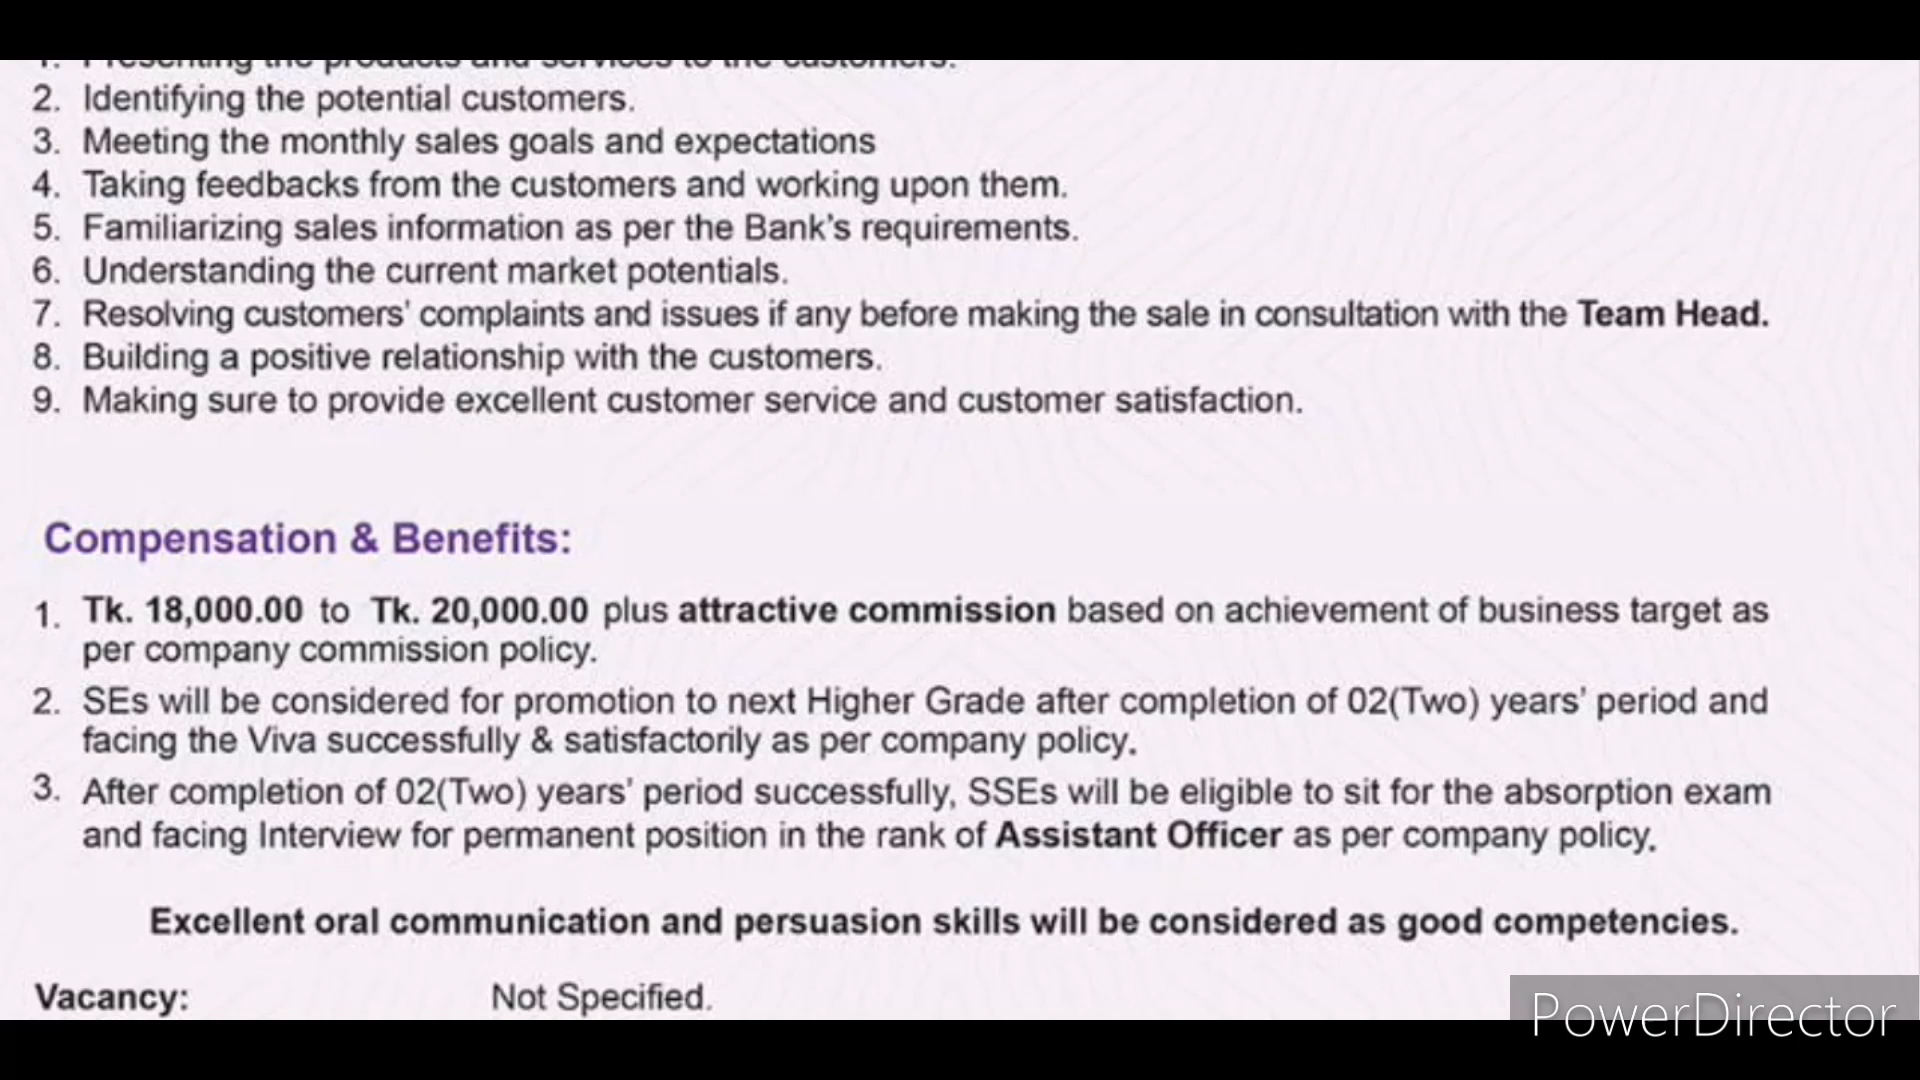 1. Presenting the products and services to the customers.
2. Identifying the potential customers.
3. Meeting the monthly sales goals and expectations
4. Taking feedbacks from the customers and working upon them.
5. Familiarizing sales information as per the Bank's requirements.
6. Understanding the current market potentials.
7. Resolving customers' complaints and issues if any before making the sale in consultation with the Team Head.
8. Building a positive relationship with the customers.
9. Making sure to provide excellent customer service and customer satisfaction.
Compensation & Benefits:
1. Tk. 18,000.00 to Tk. 20,000.00 plus attractive commission based on achievement of business target as
per company commission policy.
2. SEs will be considered for promotion to next Higher Grade after completion of 02(Two) years' period and
facing the Viva successfully & satisfactorily as per company policy.
3. After completion of 02(Two) years' period successfully, SSEs will be eligible to sit for the absorption exam
and facing Interview for permanent position in the rank of Assistant Officer as per company policy.
Excellent oral communication and persuasion skills will be considered as good competencies.
Vacancy: Not Specified.
PowerDirector